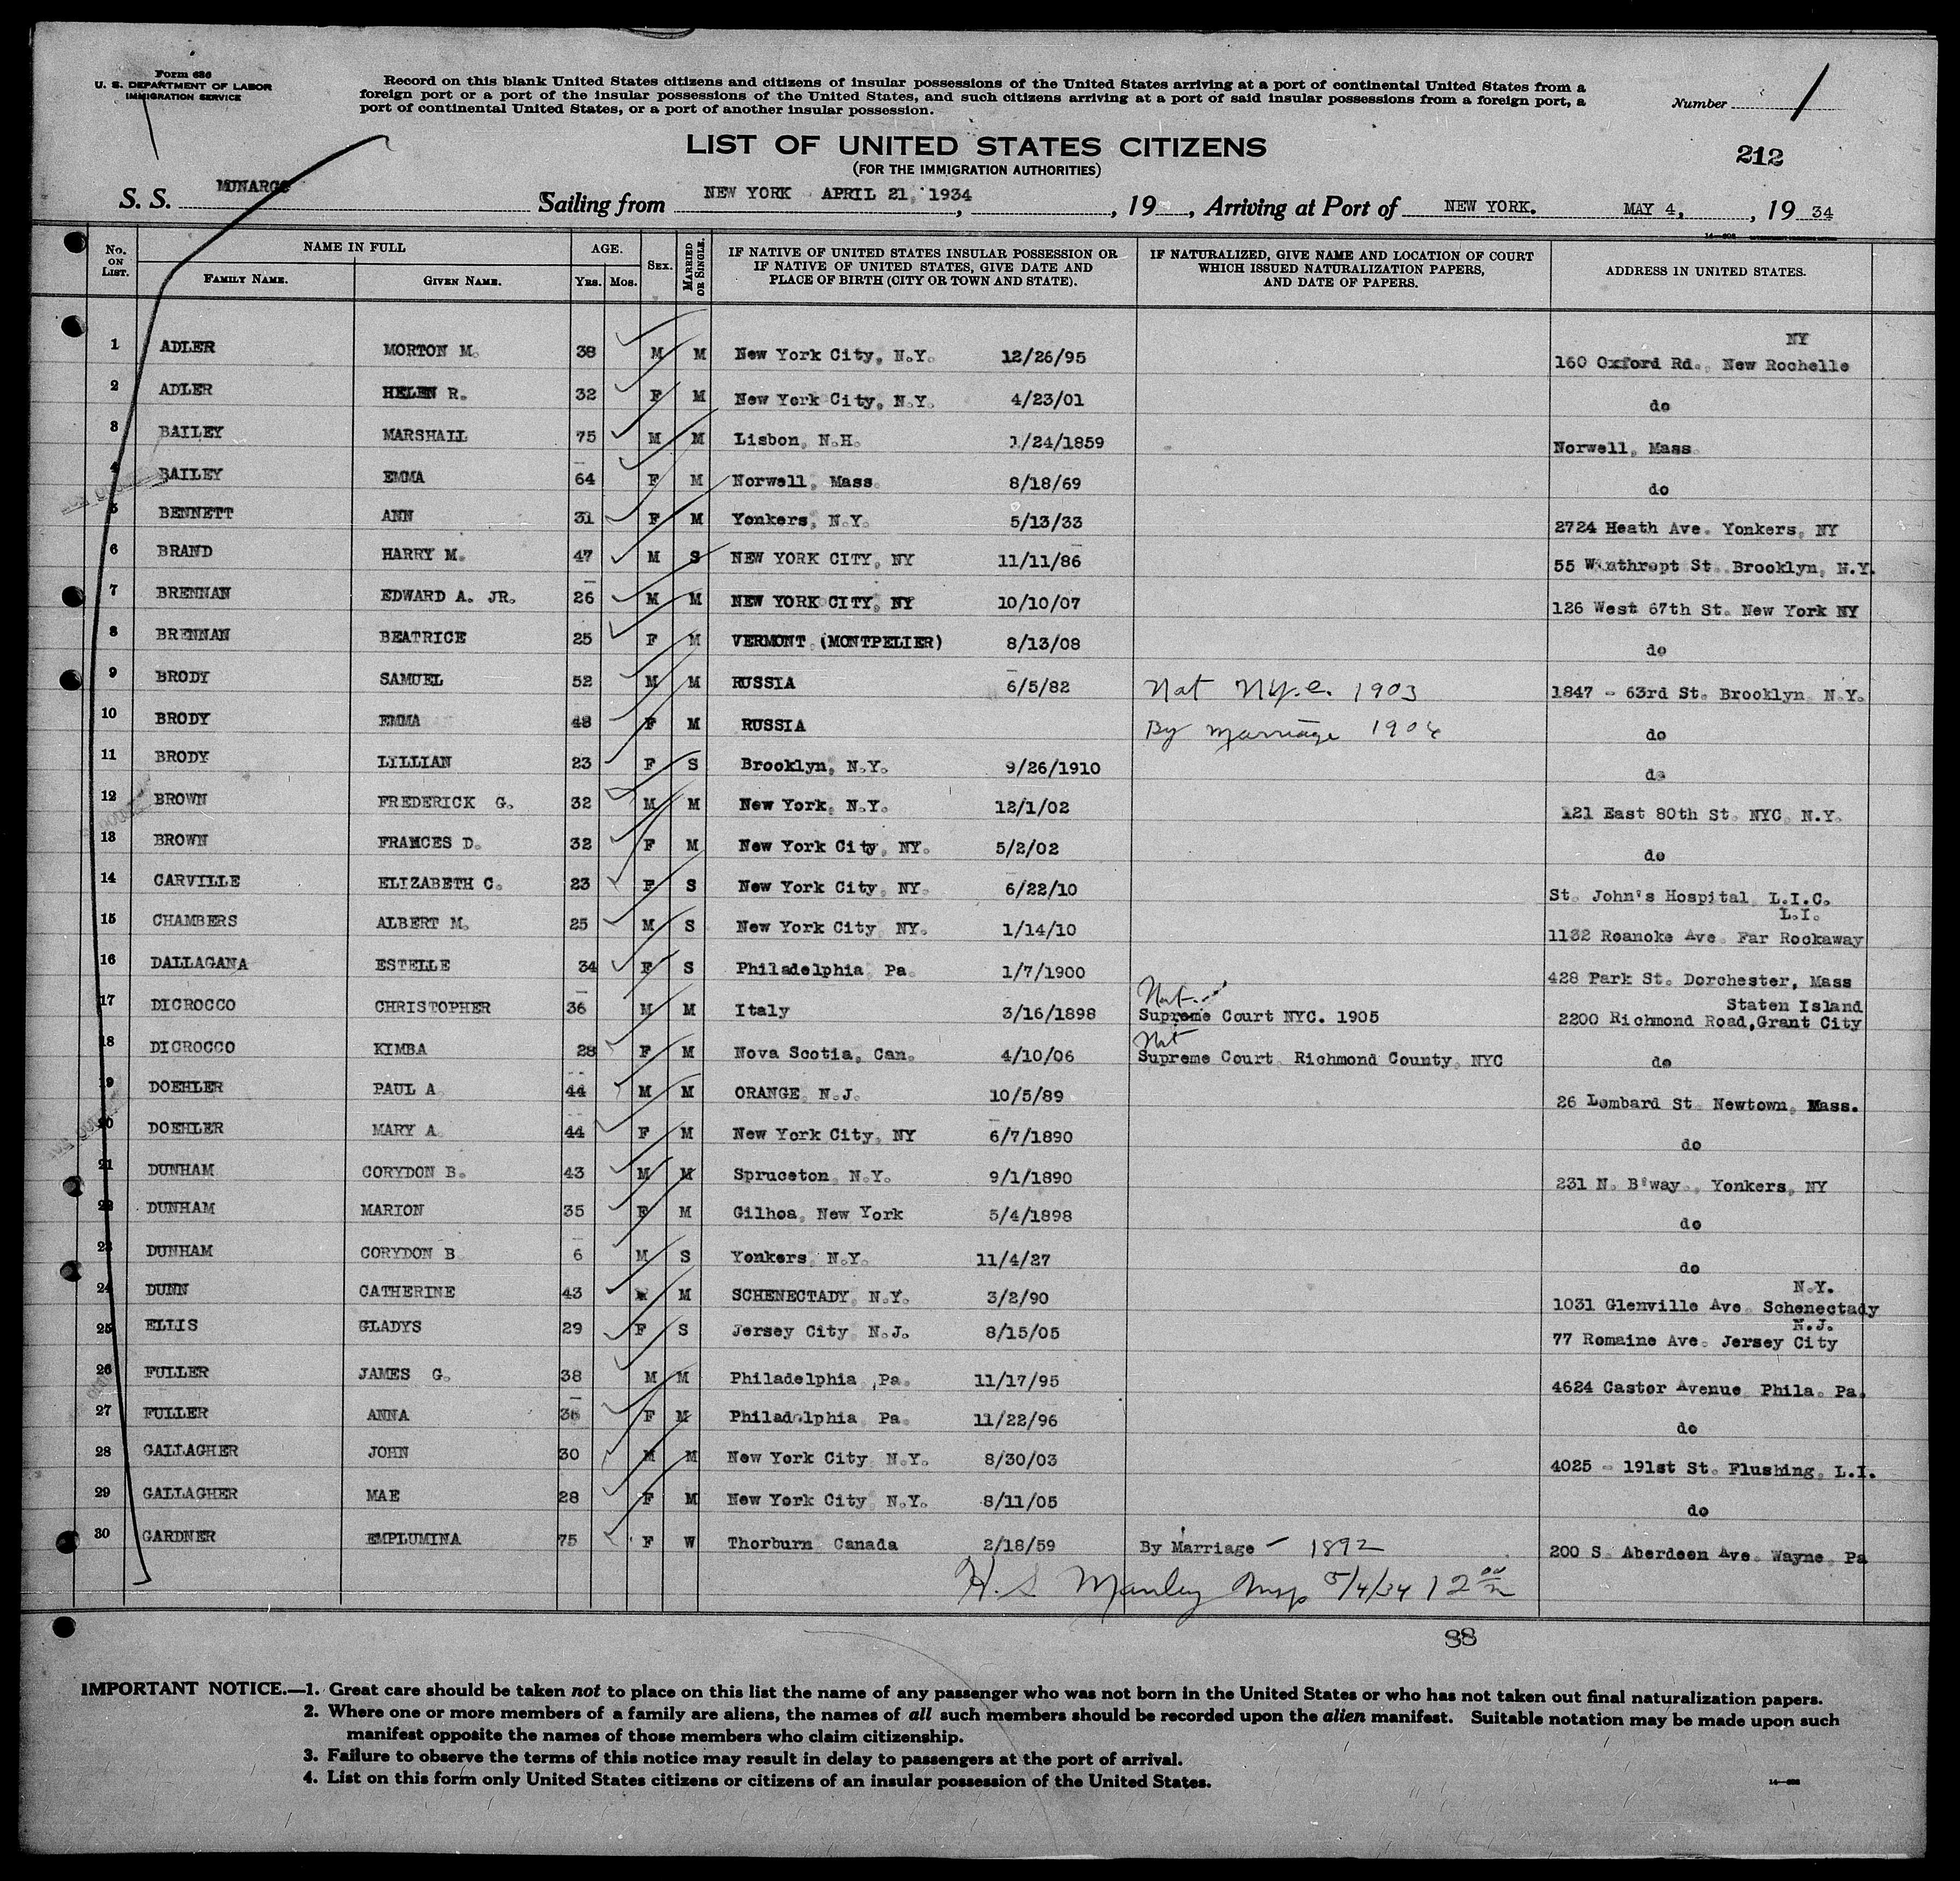 Form 686
U. S. DEPARTMENT OF LABOR
IMMIGRATION SERVICE
Record on this blank United States citizens and citizens of insular possessions of the United States arriving at a port of continental United States from a
foreign port or a port of the insular possessions of the United States, and such citizens arriving at a port of said insular possessions from a foreign port, a
port of continental United States, or a port of another insular possession.
Number 1
LIST OF UNITED STATES CITIZENS
(FOR THE IMMIGRATION AUTHORITIES)
212
S. S. MUNARGO Sailing from NEW YORK APRIL 21, 1934, , 19 , Arriving at Port of NEW YORK. MAY 4, , 19 34
No. ON LIST. NAME IN FULL FAMILY NAME. GIVEN NAME. AGE. YRS. MOS. SEX. MARRIED OR SINGLE. IF NATIVE OF UNITED STATES INSULAR POSSESSION OR IF NATIVE OF UNITED STATES, GIVE DATE AND PLACE OF BIRTH (CITY OR TOWN AND STATE). IF NATURALIZED, GIVE NAME AND LOCATION OF COURT WHICH ISSUED NATURALIZATION PAPERS, AND DATE OF PAPERS. ADDRESS IN UNITED STATES.
1 ADLER MORTON M. 38 M M New York City, N.Y. 12/26/95 160 Oxford Rd., New Rochelle NY
2 ADLER HELEN R. 32 F M New York City, N.Y. 4/23/01 do
3 BAILEY MARSHALL 75 M M Lisbon, N.H. 1/24/1859 Norwell, Mass.
4 BAILEY EMMA 64 F M Norwell, Mass. 8/18/69 do
5 BENNETT ANN 31 F M Yonkers, N.Y. 5/13/33 2724 Heath Ave. Yonkers, NY
6 BRAND HARRY M. 47 M S NEW YORK CITY, NY 11/11/86 55 Winthropt St. Brooklyn, N.Y.
7 BRENNAN EDWARD A. JR. 26 M M NEW YORK CITY, NY 10/10/07 126 West 67th St. New York NY
8 BRENNAN BEATRICE 25 F M VERMONT (MONTPELIER) 8/13/08 do
9 BRODY SAMUEL 52 M M RUSSIA 6/5/82 Nat N.Y.C. 1903 1847 - 63rd St. Brooklyn N.Y.
10 BRODY EMMA 48 F M RUSSIA By marriage 1904 do
11 BRODY LILLIAN 23 F S Brooklyn, N.Y. 9/26/1910 do
12 BROWN FREDERICK G. 32 M M New York, N.Y. 12/1/02 121 East 80th St. NYC, N.Y.
13 BROWN FRANCES D. 32 F M New York City, NY. 5/2/02 do
14 CARVILLE ELIZABETH C. 23 F S New York City, NY. 6/22/10 St. John's Hospital L.I.C.
15 CHAMBERS ALBERT M. 25 M S New York City NY. 1/14/10 1132 Roanoke Ave. Far Rockaway L.I.
16 DALLAGANA ESTELLE 34 F S Philadelphia, Pa. 1/7/1900 428 Park St. Dorchester, Mass
17 DICROCCO CHRISTOPHER 36 M M Italy 3/16/1898 Nat. Supreme Court NYC. 1905 2200 Richmond Road, Grant City Staten Island
18 DICROCCO KIMBA 28 F M Nova Scotia, Can. 4/10/06 Nat Supreme Court Richmond County, NYC do
19 DOEHLER PAUL A 44 M M ORANGE N.J. 10/5/89 26 Lombard St Newtown, Mass.
20 DOEHLER MARY A. 44 F M New York City, NY 6/7/1890 do
21 DUNHAM CORYDON B. 43 M M Spruceton N.Y. 9/1/1890 231 N. B'way., Yonkers, NY
22 DUNHAM MARION 35 F M Gilhoa, New York 5/4/1898 do
23 DUNHAM CORYDON B 6 M S Yonkers N.Y. 11/4/27 do
24 DUNN CATHERINE 43 M SCHENECTADY N.Y. 3/2/90 1031 Glenville Ave. Schenectady N.Y.
25 ELLIS GLADYS 29 F S Jersey City N.J. 8/15/05 77 Romaine Ave. Jersey City N.J.
26 FULLER JAMES G. 38 M M Philadelphia, Pa. 11/17/95 4624 Castor Avenue Phila. Pa.
27 FULLER ANNA 36 F M Philadelphia Pa. 11/22/96 do
28 GALLAGHER JOHN 30 M M New York City N.Y. 8/30/03 4025 - 191st St. Flushing, L.I.
29 GALLAGHER MAE 28 F M New York City N.Y. 8/11/05 do
30 GARDNER EMPLUMINA 75 F W Thorburn Canada 2/18/59 By Marriage - 1892 200 S. Aberdeen Ave. Wayne, Pa
H. S Manley Insp 5/4/34 12
88
IMPORTANT NOTICE.—1. Great care should be taken not to place on this list the name of any passenger who was not born in the United States or who has not taken out final naturalization papers.
2. Where one or more members of a family are aliens, the names of all such members should be recorded upon the alien manifest. Suitable notation may be made upon such
manifest opposite the names of those members who claim citizenship.
3. Failure to observe the terms of this notice may result in delay to passengers at the port of arrival.
4. List on this form only United States citizens or citizens of an insular possession of the United States.